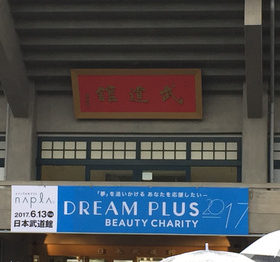 武道館
「夢」を追いかける あなたを応援したい－
napla.
2017.6.13
日本武道館
DREAM PLUS 2017
BEAUTY CHARITY